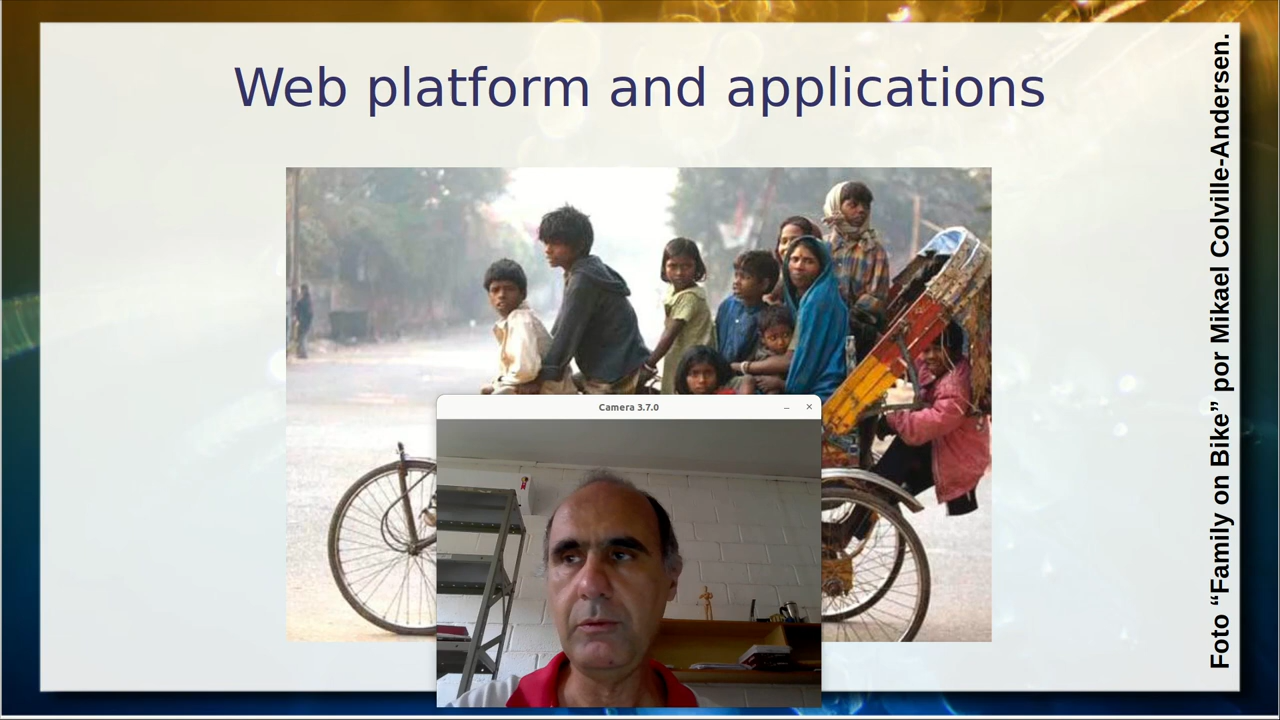 Web platform and applications
Foto “Family on Bike” por Mikael Colville-Andersen.
Camera 3.7.0